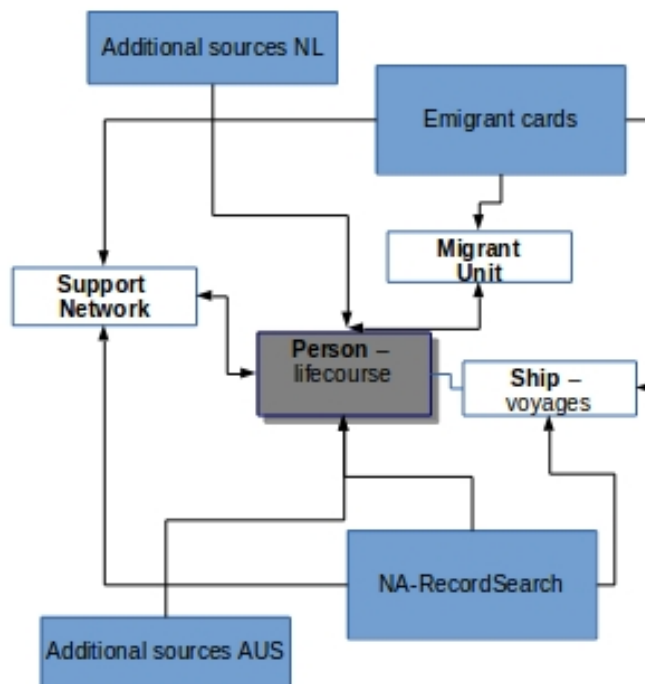 Additional sources NL
Emigrant cards
Migrant
Unit
Support
Network
Person –
lifecourse
Ship –
voyages
NA-RecordSearch
Additional sources AUS